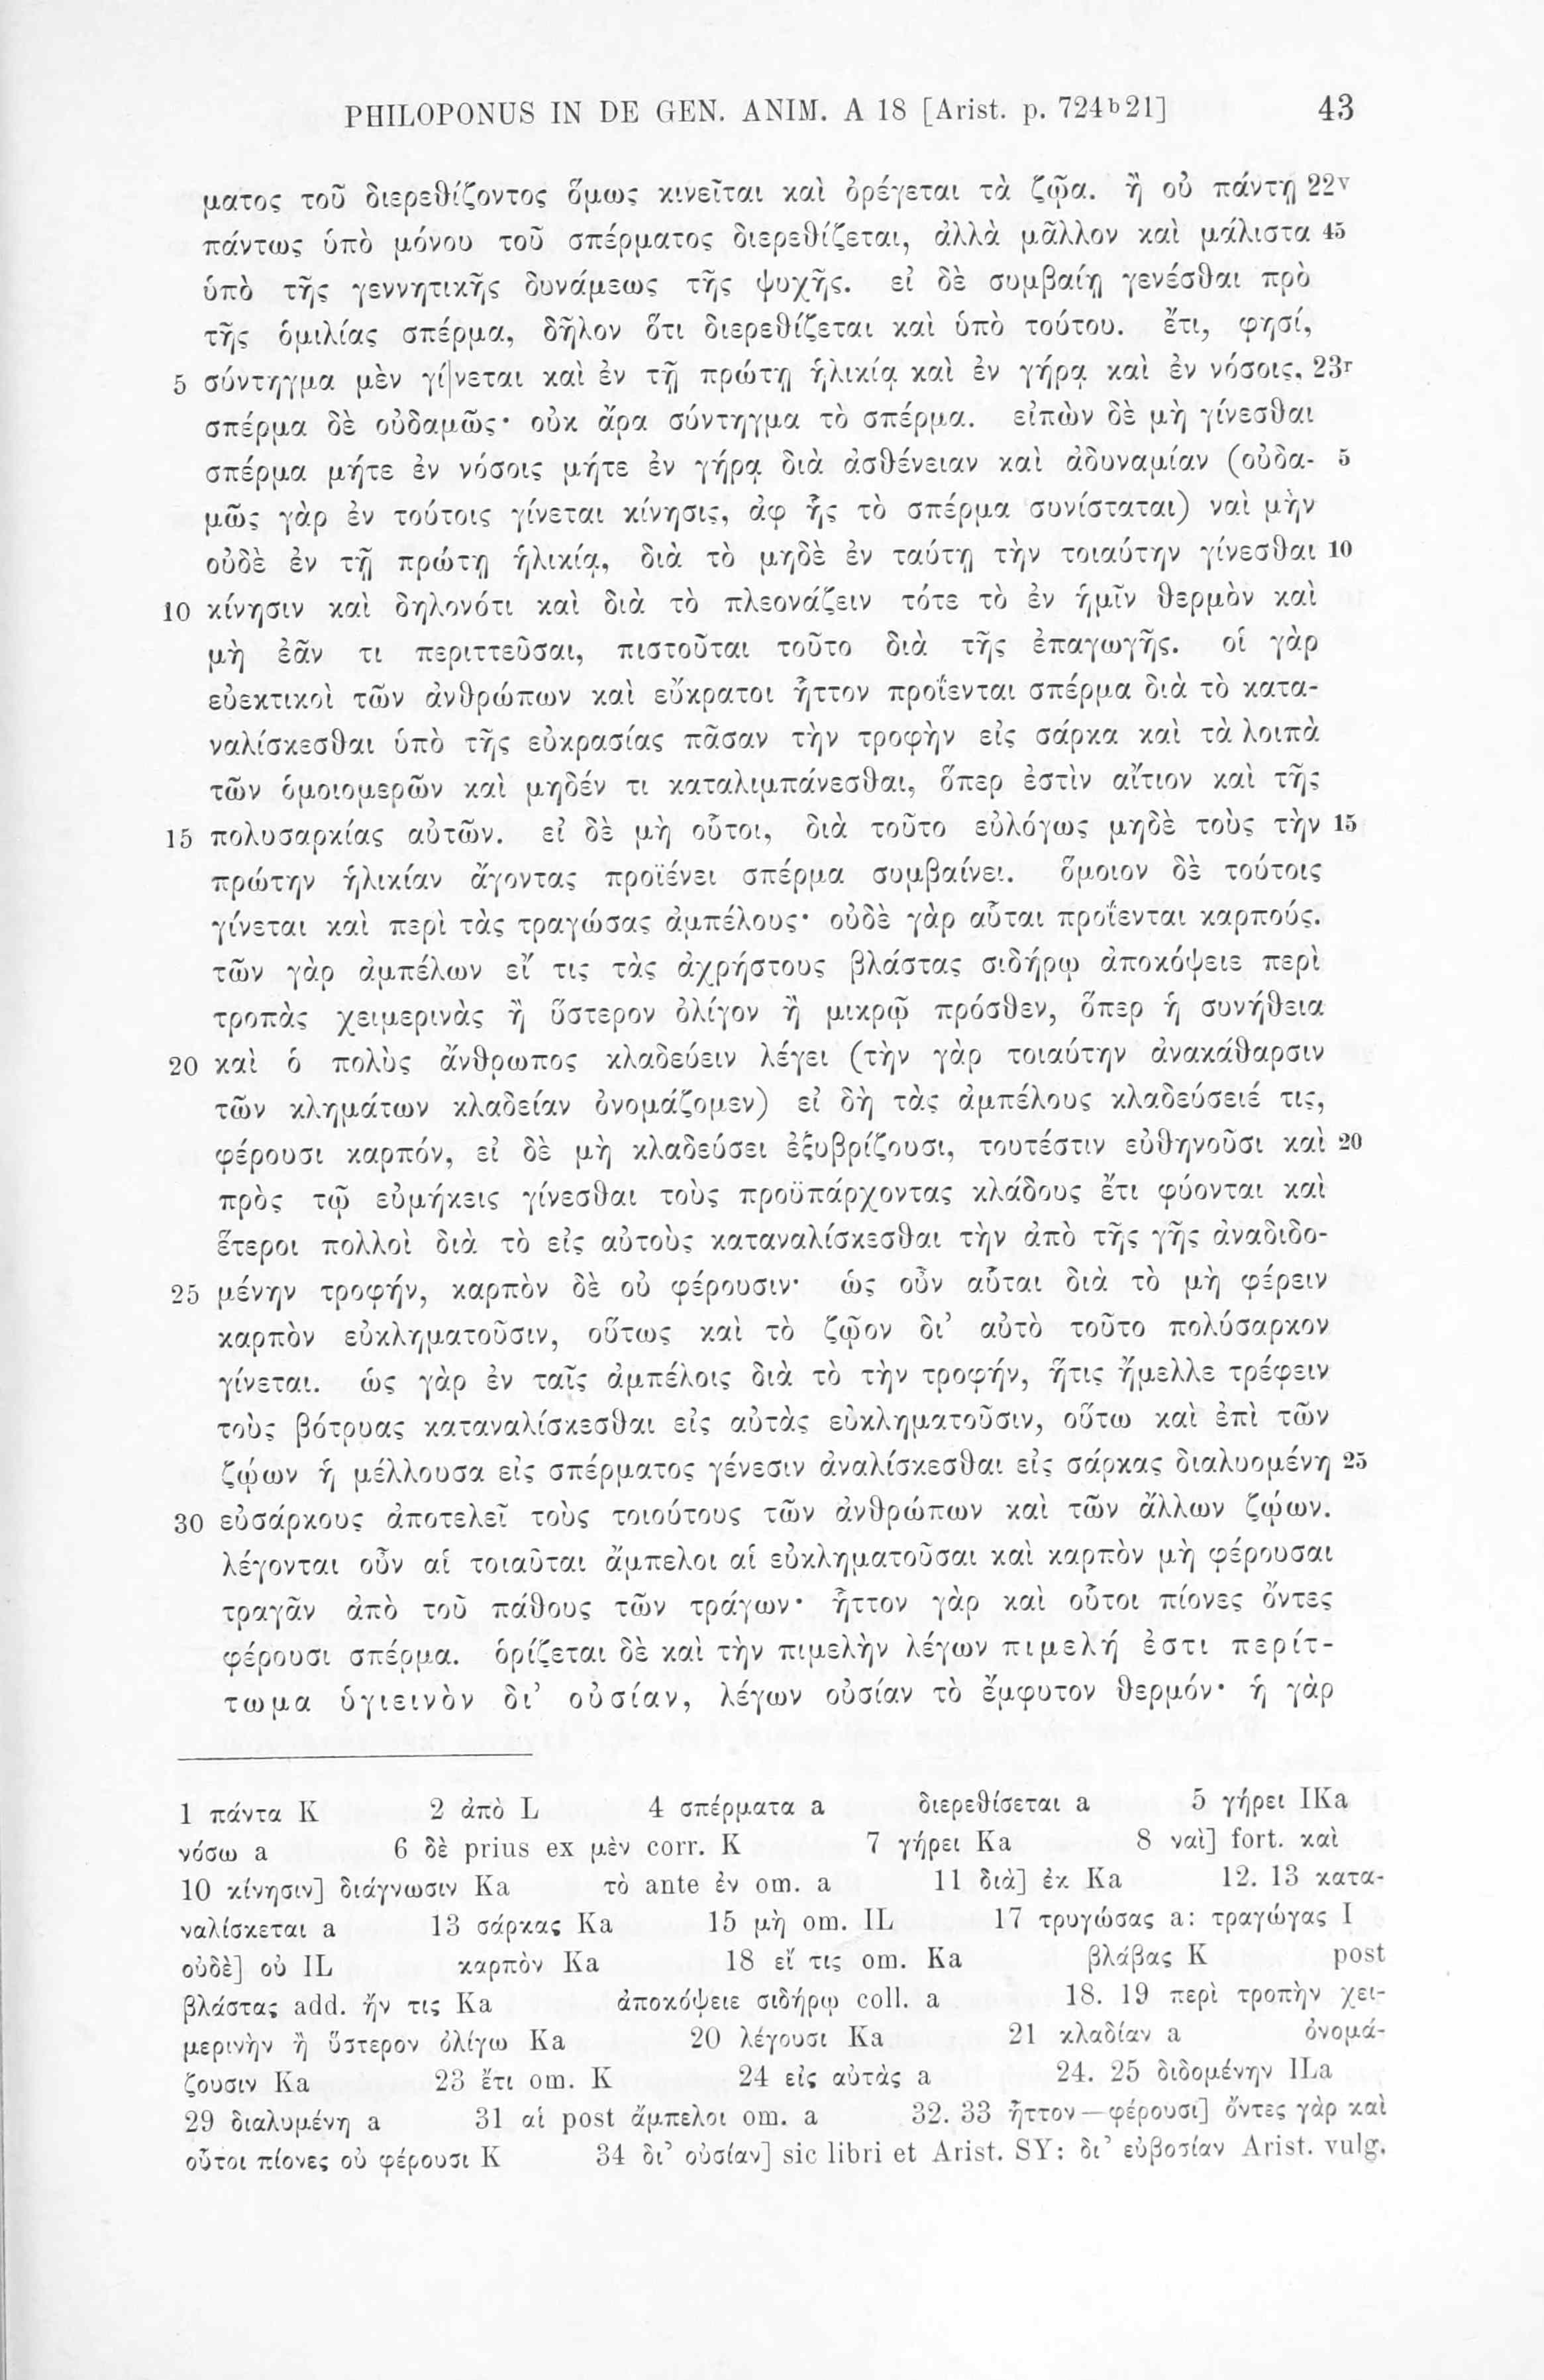 PHILOPONUS IN DE GEN. ANIM. A 18 [Arist. p. 724ᵇ21] 43
ματος τοῦ διερεθίζοντος ὅμως κινεῖται καὶ ὀρέγεται τὰ ζῷα. ἢ οὐ πάντῃ 22ᵛ
πάντως ὑπὸ μόνου τοῦ σπέρματος διερεθίζεται, ἀλλὰ μᾶλλον καὶ μάλιστα 45
ὑπὸ τῆς γεννητικῆς δυνάμεως τῆς ψυχῆς. εἰ δὲ συμβαίῃ γενέσθαι πρὸ
τῆς ὁμιλίας σπέρμα, δῆλον ὅτι διερεθίζεται καὶ ὑπὸ τούτου. ἔτι, φησί,
5 σύντηγμα μὲν γί|νεται καὶ ἐν τῇ πρώτῃ ἡλικίᾳ καὶ ἐν γήρᾳ καὶ ἐν νόσοις, 23ʳ
σπέρμα δὲ οὐδαμῶς· οὐκ ἄρα σύντηγμα τὸ σπέρμα. εἰπὼν δὲ μὴ γίνεσθαι
σπέρμα μήτε ἐν νόσοις μήτε ἐν γήρᾳ διὰ ἀσθένειαν καὶ ἀδυναμίαν (οὐδα- 5
μῶς γὰρ ἐν τούτοις γίνεται κίνησις, ἀφ ἧς τὸ σπέρμα συνίσταται) ναὶ μὴν
οὐδὲ ἐν τῇ πρώτῃ ἡλικίᾳ, διὰ τὸ μηδὲ ἐν ταύτῃ τὴν τοιαύτην γίνεσθαι 10
10 κίνησιν καὶ δηλονότι καὶ διὰ τὸ πλεονάζειν τότε τὸ ἐν ἡμῖν θερμὸν καὶ
μὴ ἐᾶν τι περιττεῦσαι, πιστοῦται τοῦτο διὰ τῆς ἐπαγωγῆς. οἱ γὰρ
εὐεκτικοὶ τῶν ἀνθρώπων καὶ εὔκρατοι ἧττον προΐενται σπέρμα διὰ τὸ κατα-
ναλίσκεσθαι ὑπὸ τῆς εὐκρασίας πᾶσαν τὴν τροφὴν εἰς σάρκα καὶ τὰ λοιπὰ
τῶν ὁμοιομερῶν καὶ μηδέν τι καταλιμπάνεσθαι, ὅπερ ἐστὶν αἴτιον καὶ τῆς
15 πολυσαρκίας αὐτῶν. εἰ δὲ μὴ οὗτοι, διὰ τοῦτο εὐλόγως μηδὲ τοὺς τὴν 15
πρώτην ἡλικίαν ἄγοντας προϊένει σπέρμα συμβαίνει. ὅμοιον δὲ τούτοις
γίνεται καὶ περὶ τὰς τραγώσας ἀμπέλους· οὐδὲ γὰρ αὗται προΐενται καρπούς.
τῶν γὰρ ἀμπέλων εἴ τις τὰς ἀχρήστους βλάστας σιδήρῳ ἀποκόψειε περὶ
τροπὰς χειμερινὰς ἢ ὕστερον ὀλίγον ἢ μικρῷ πρόσθεν, ὅπερ ἡ συνήθεια
20 καὶ ὁ πολὺς ἄνθρωπος κλαδεύειν λέγει (τὴν γὰρ τοιαύτην ἀνακάθαρσιν
τῶν κλημάτων κλαδείαν ὀνομάζομεν) εἰ δὴ τὰς ἀμπέλους κλαδεύσειέ τις,
φέρουσι καρπόν, εἰ δὲ μὴ κλαδεύσει ἐξυβρίζουσι, τουτέστιν εὐθηνοῦσι καὶ 20
πρὸς τῷ εὐμήκεις γίνεσθαι τοὺς προϋπάρχοντας κλάδους ἔτι φύονται καὶ
ἕτεροι πολλοὶ διὰ τὸ εἰς αὐτοὺς καταναλίσκεσθαι τὴν ἀπὸ τῆς γῆς ἀναδιδο-
25 μένην τροφήν, καρπὸν δὲ οὐ φέρουσιν· ὡς οὖν αὗται διὰ τὸ μὴ φέρειν
καρπὸν εὐκληματοῦσιν, οὕτως καὶ τὸ ζῷον δι’ αὐτὸ τοῦτο πολύσαρκον
γίνεται. ὡς γὰρ ἐν ταῖς ἀμπέλοις διὰ τὸ τὴν τροφήν, ἥτις ἤμελλε τρέφειν
τοὺς βότρυας καταναλίσκεσθαι εἰς αὐτὰς εὐκληματοῦσιν, οὕτω καὶ ἐπὶ τῶν
ζῴων ἡ μέλλουσα εἰς σπέρματος γένεσιν ἀναλίσκεσθαι εἰς σάρκας διαλυομένη 25
30 εὐσάρκους ἀποτελεῖ τοὺς τοιούτους τῶν ἀνθρώπων καὶ τῶν ἄλλων ζῴων.
λέγονται οὖν αἱ τοιαῦται ἄμπελοι αἱ εὐκληματοῦσαι καὶ καρπὸν μὴ φέρουσαι
τραγᾶν ἀπὸ τοῦ πάθους τῶν τράγων· ἧττον γὰρ καὶ οὗτοι πίονες ὄντες
φέρουσι σπέρμα. ὁρίζεται δὲ καὶ τὴν πιμελὴν λέγων πιμελή ἐστι περίτ-
τωμα ὑγιεινὸν δι’ οὐσίαν, λέγων οὐσίαν τὸ ἔμφυτον θερμόν· ἡ γὰρ
1 πάντα K 2 ἀπὸ L 4 σπέρματα a διερεθίσεται a 5 γήρει IKa
νόσω a 6 δὲ prius ex μὲν corr. K 7 γήρει Ka 8 ναὶ] fort. καὶ
10 κίνησιν] διάγνωσιν Ka τὸ ante ἐν om. a 11 διὰ] ἐκ Ka 12. 13 κατα-
ναλίσκεται a 13 σάρκας Ka 15 μὴ om. IL 17 τρυγώσας a: τραγώγας I
οὐδὲ] οὐ IL καρπὸν Ka 18 εἴ τις om. Ka βλάβας K post
βλάστας add. ἤν τις Ka ἀποκόψειε σιδήρῳ coll. a 18. 19 περὶ τροπὴν χει-
μερινὴν ἢ ὕστερον ὀλίγω Ka 20 λέγουσι Ka 21 κλαδίαν a ὀνομά-
ζουσιν Ka 23 ἔτι om. K 24 εἰς αὐτὰς a 24. 25 διδομένην ILa
29 διαλυμένη a 31 αἱ post ἄμπελοι om. a 32. 33 ἧττον—φέρουσι] ὄντες γὰρ καὶ
οὗτοι πίονες οὐ φέρουσι K 34 δι’ οὐσίαν] sic libri et Arist. SY: δι’ εὐβοσίαν Arist. vulg.